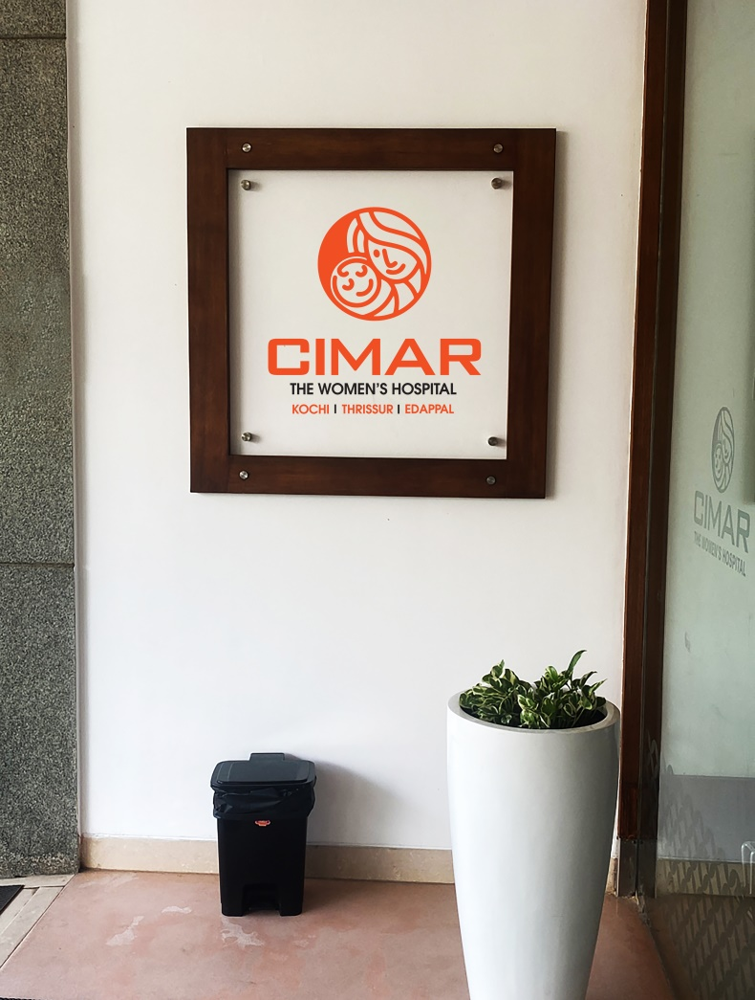 CIMAR
THE WOMEN'S HOSPITAL
KOCHI I THRISSUR I EDAPPAL
CIMAR
THE WOMEN'S HOSPITAL